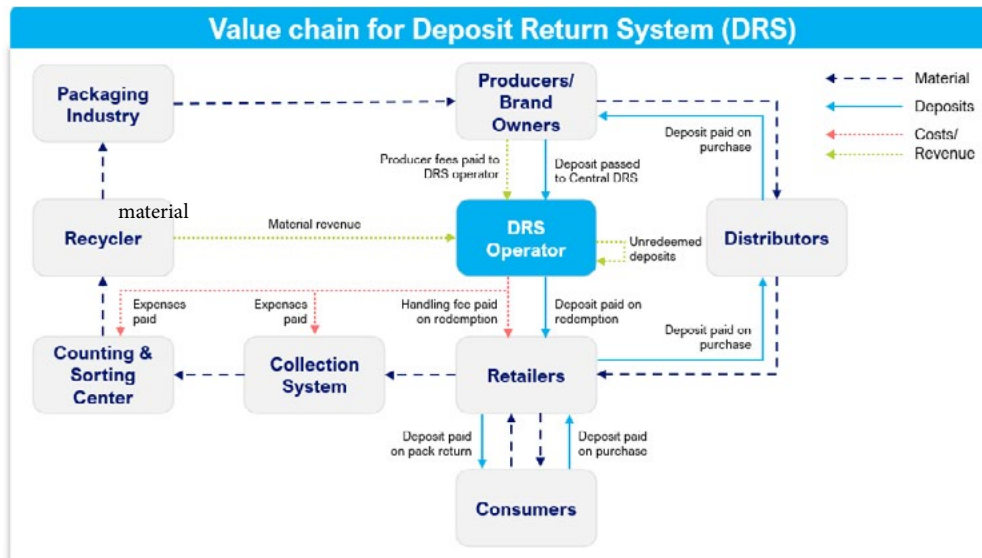 Value chain for Deposit Return System (DRS)
Packaging
Industry
Producers/
Brand
Owners
Material
Deposits
Costs/
Revenue
Deposit paid on
purchase
Producer fees paid to
DRS operator
Deposit passed
to Central DRS
material
Recycler
Material revenue
DRS
Operator
Unredeemed
deposits
Distributors
Expenses
paid
Expenses
paid
Handling fee paid
on redemption
Deposit paid on
redemption
Deposit paid on
purchase
Counting &
Sorting
Center
Collection
System
Retailers
Deposit paid
on pack return
Deposit paid
on purchase
Consumers